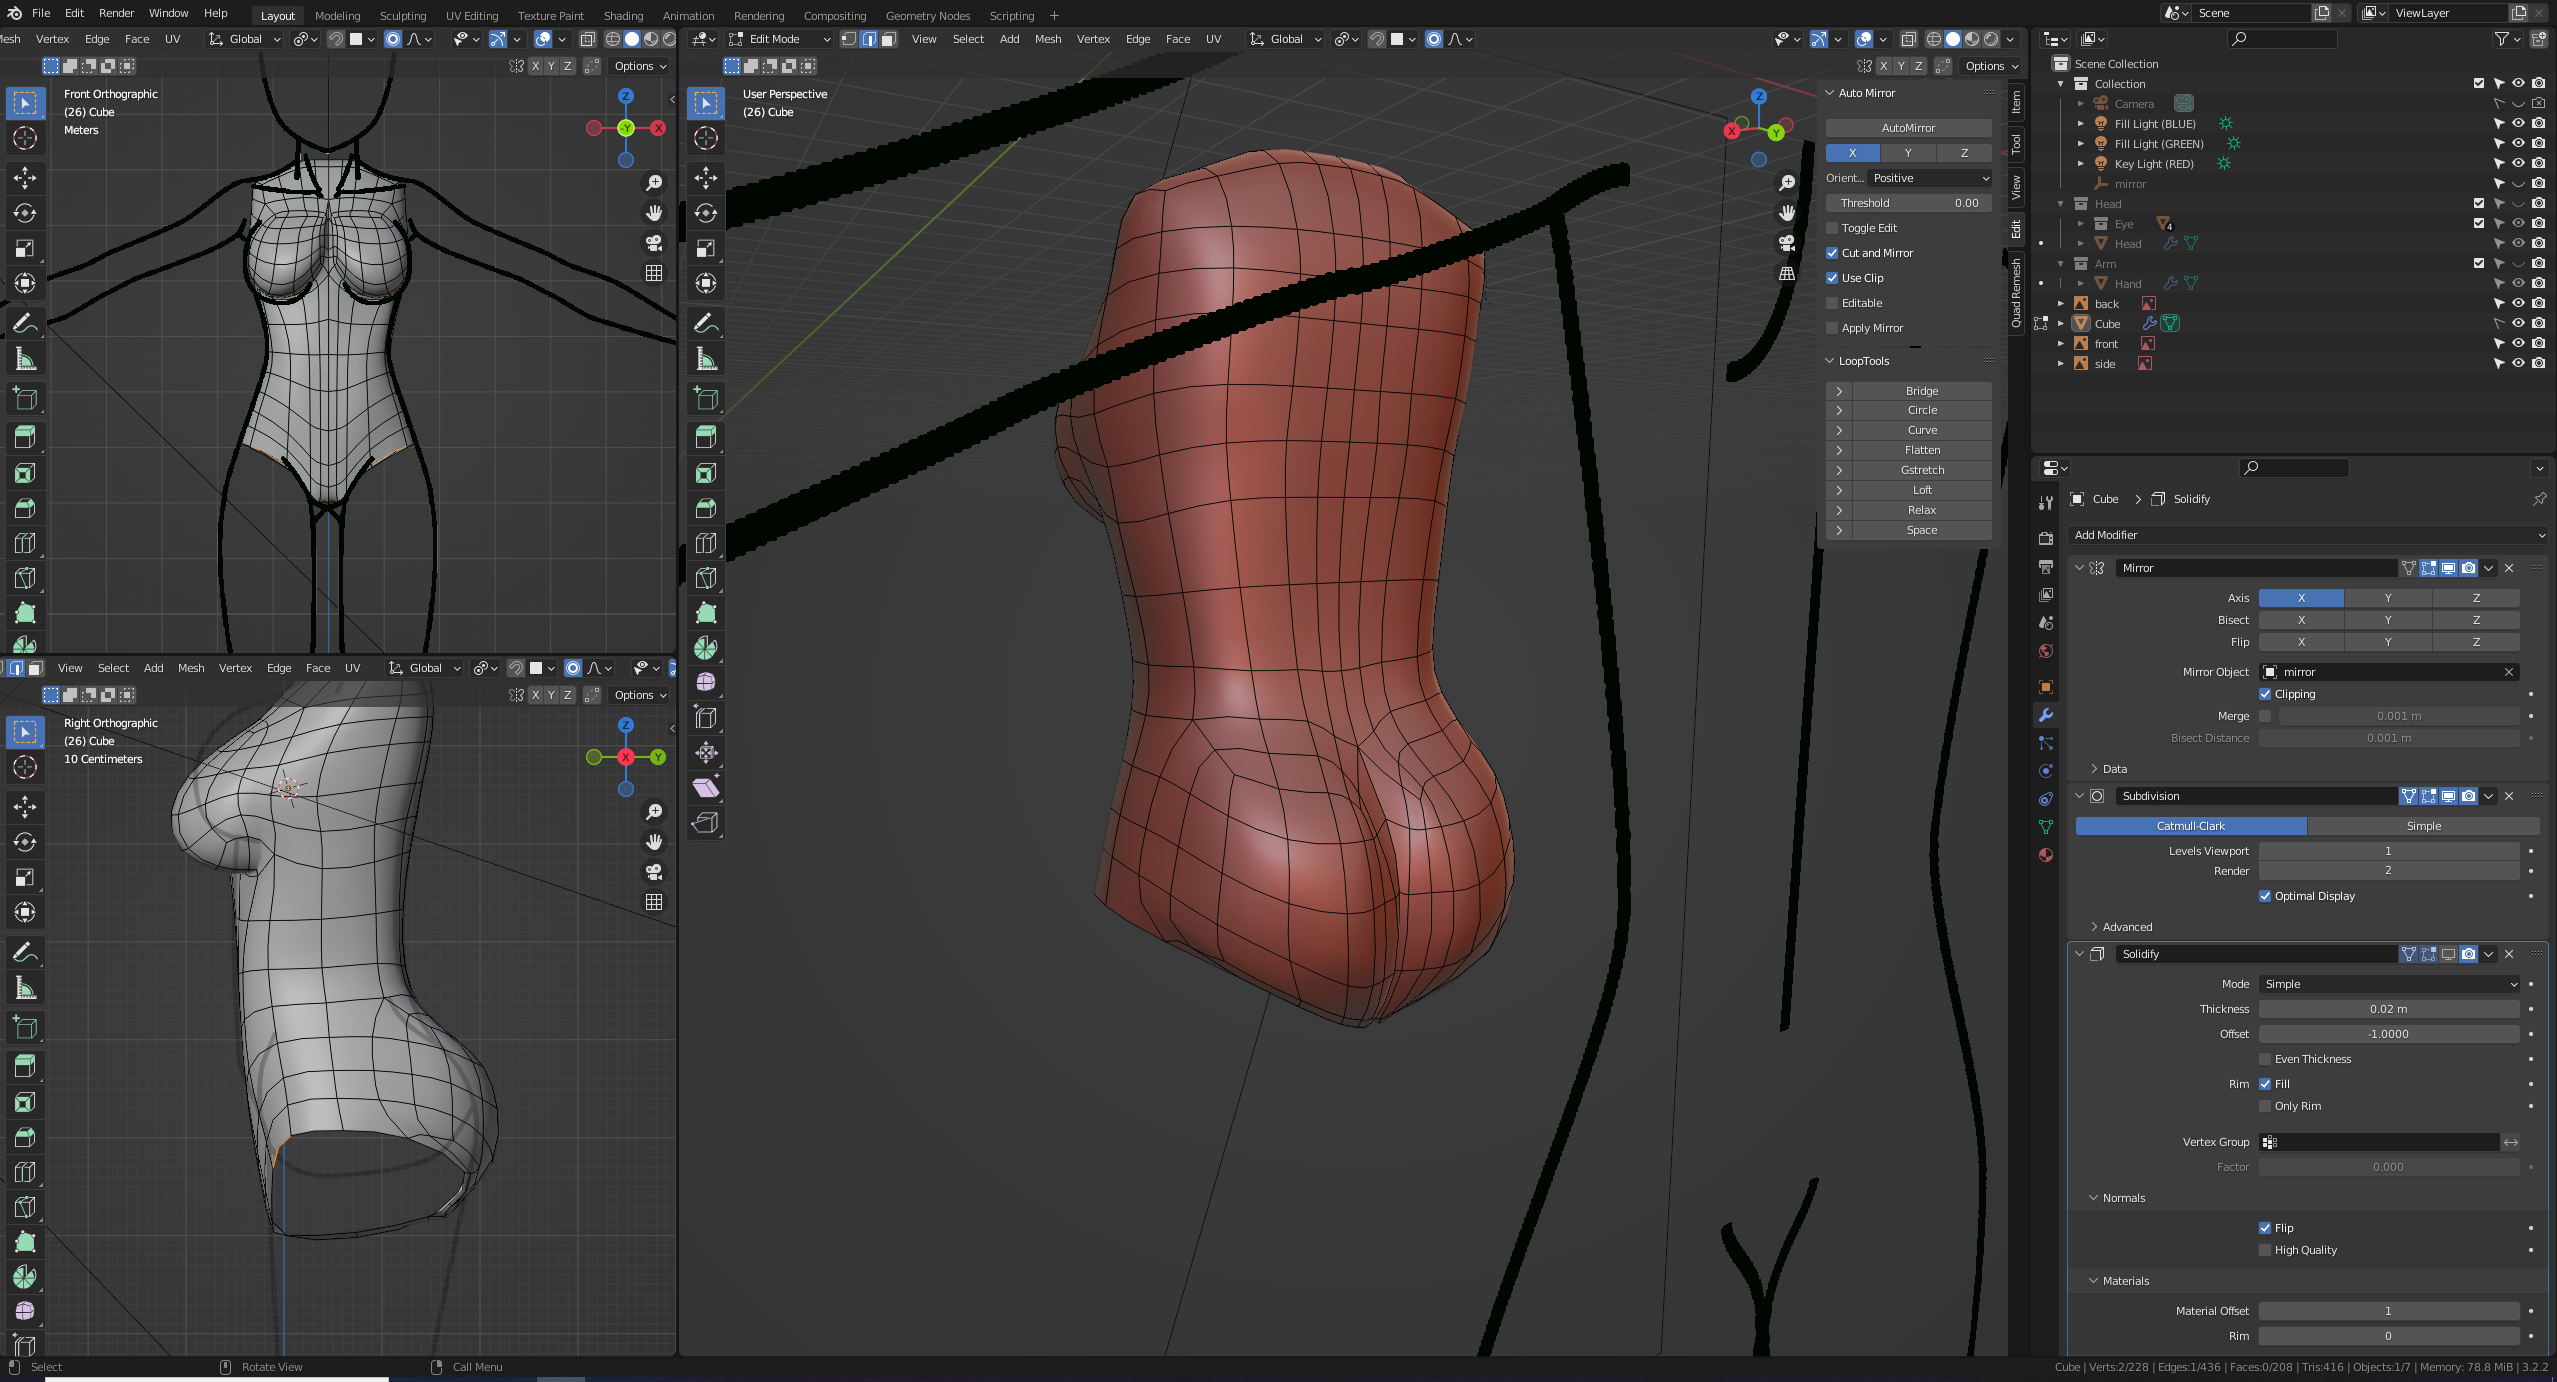 File Edit Render Window Help Layout Modeling Sculpting UV Editing Texture Paint Shading Animation Rendering Compositing Geometry Nodes Scripting + Scene ViewLayer
esh Vertex Edge Face UV Global
X Y Z Options
Front Orthographic
(26) Cube
Meters
Z
Y X
Edit Mode View Select Add Mesh Vertex Edge Face UV Global
X Y Z Options
User Perspective
(26) Cube
Z
X Y
Auto Mirror
AutoMirror
X Y Z
Orient... Positive
Threshold 0.00
Toggle Edit
Cut and Mirror
Use Clip
Editable
Apply Mirror
LoopTools
Bridge
Circle
Curve
Flatten
Gstretch
Loft
Relax
Space
Item
Tool
View
Edit
Quad Remesh
Scene Collection
Collection
Camera
Fill Light (BLUE)
Fill Light (GREEN)
Key Light (RED)
mirror
Head
Eye 4
Head
Arm
Hand
back
Cube
front
side
View Select Add Mesh Vertex Edge Face UV Global
X Y Z Options
Right Orthographic
(26) Cube
10 Centimeters
Z
X Y
Cube > Solidify
Add Modifier
Mirror
Axis X Y Z
Bisect X Y Z
Flip X Y Z
Mirror Object mirror
Clipping
Merge 0.001 m
Bisect Distance 0.001 m
Data
Subdivision
Catmull-Clark Simple
Levels Viewport 1
Render 2
Optimal Display
Advanced
Solidify
Mode Simple
Thickness 0.02 m
Offset -1.0000
Even Thickness
Rim Fill
Only Rim
Vertex Group
Factor 0.000
Normals
Flip
High Quality
Materials
Material Offset 1
Rim 0
Select Rotate View Call Menu Cube | Verts:2/228 | Edges:1/436 | Faces:0/208 | Tris:416 | Objects:1/7 | Memory: 78.8 MiB | 3.2.2